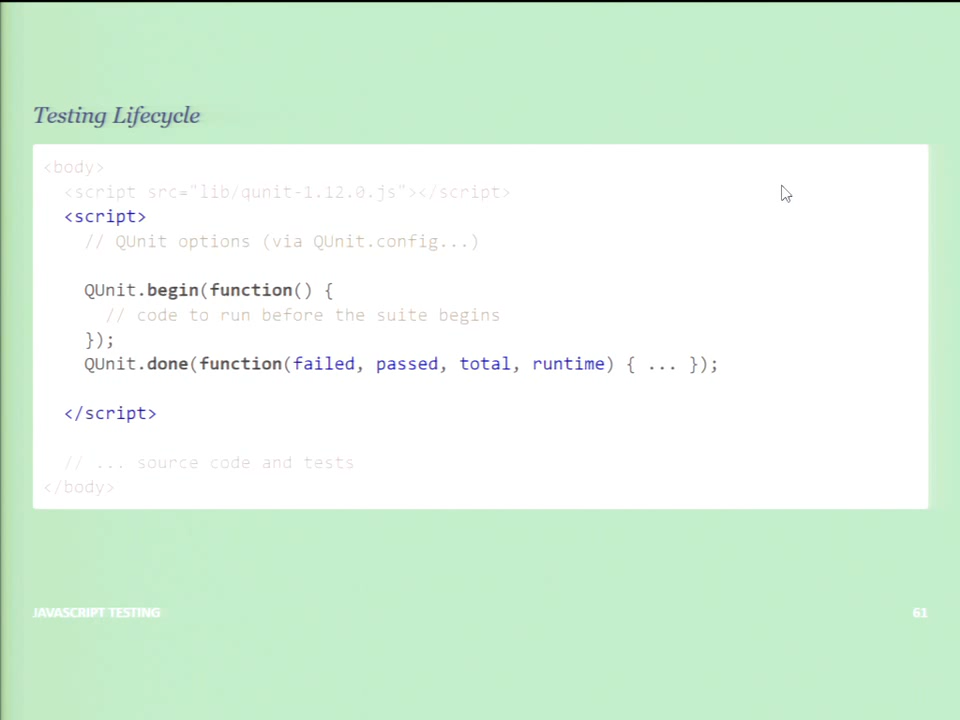 Testing Lifecycle
<body>
<script src="lib/qunit-1.12.0.js"></script>
<script>
// QUnit options (via QUnit.config...)
QUnit.begin(function() {
// code to run before the suite begins
});
QUnit.done(function(failed, passed, total, runtime) { ... });
</script>
// ... source code and tests
</body>
JAVASCRIPT TESTING
61